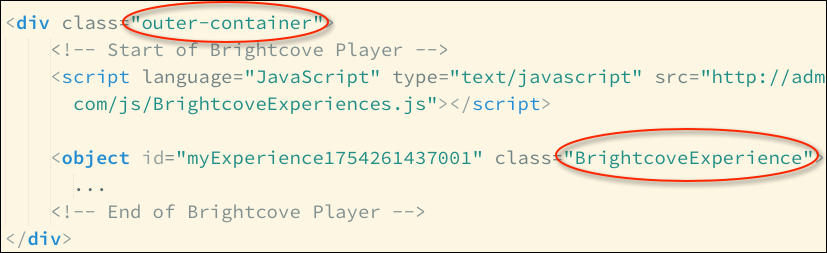 <div class="outer-container">
<!-- Start of Brightcove Player -->
<script language="JavaScript" type="text/javascript" src="http://adm
com/js/BrightcoveExperiences.js"></script>
<object id="myExperience1754261437001" class="BrightcoveExperience">
...
<!-- End of Brightcove Player -->
</div>